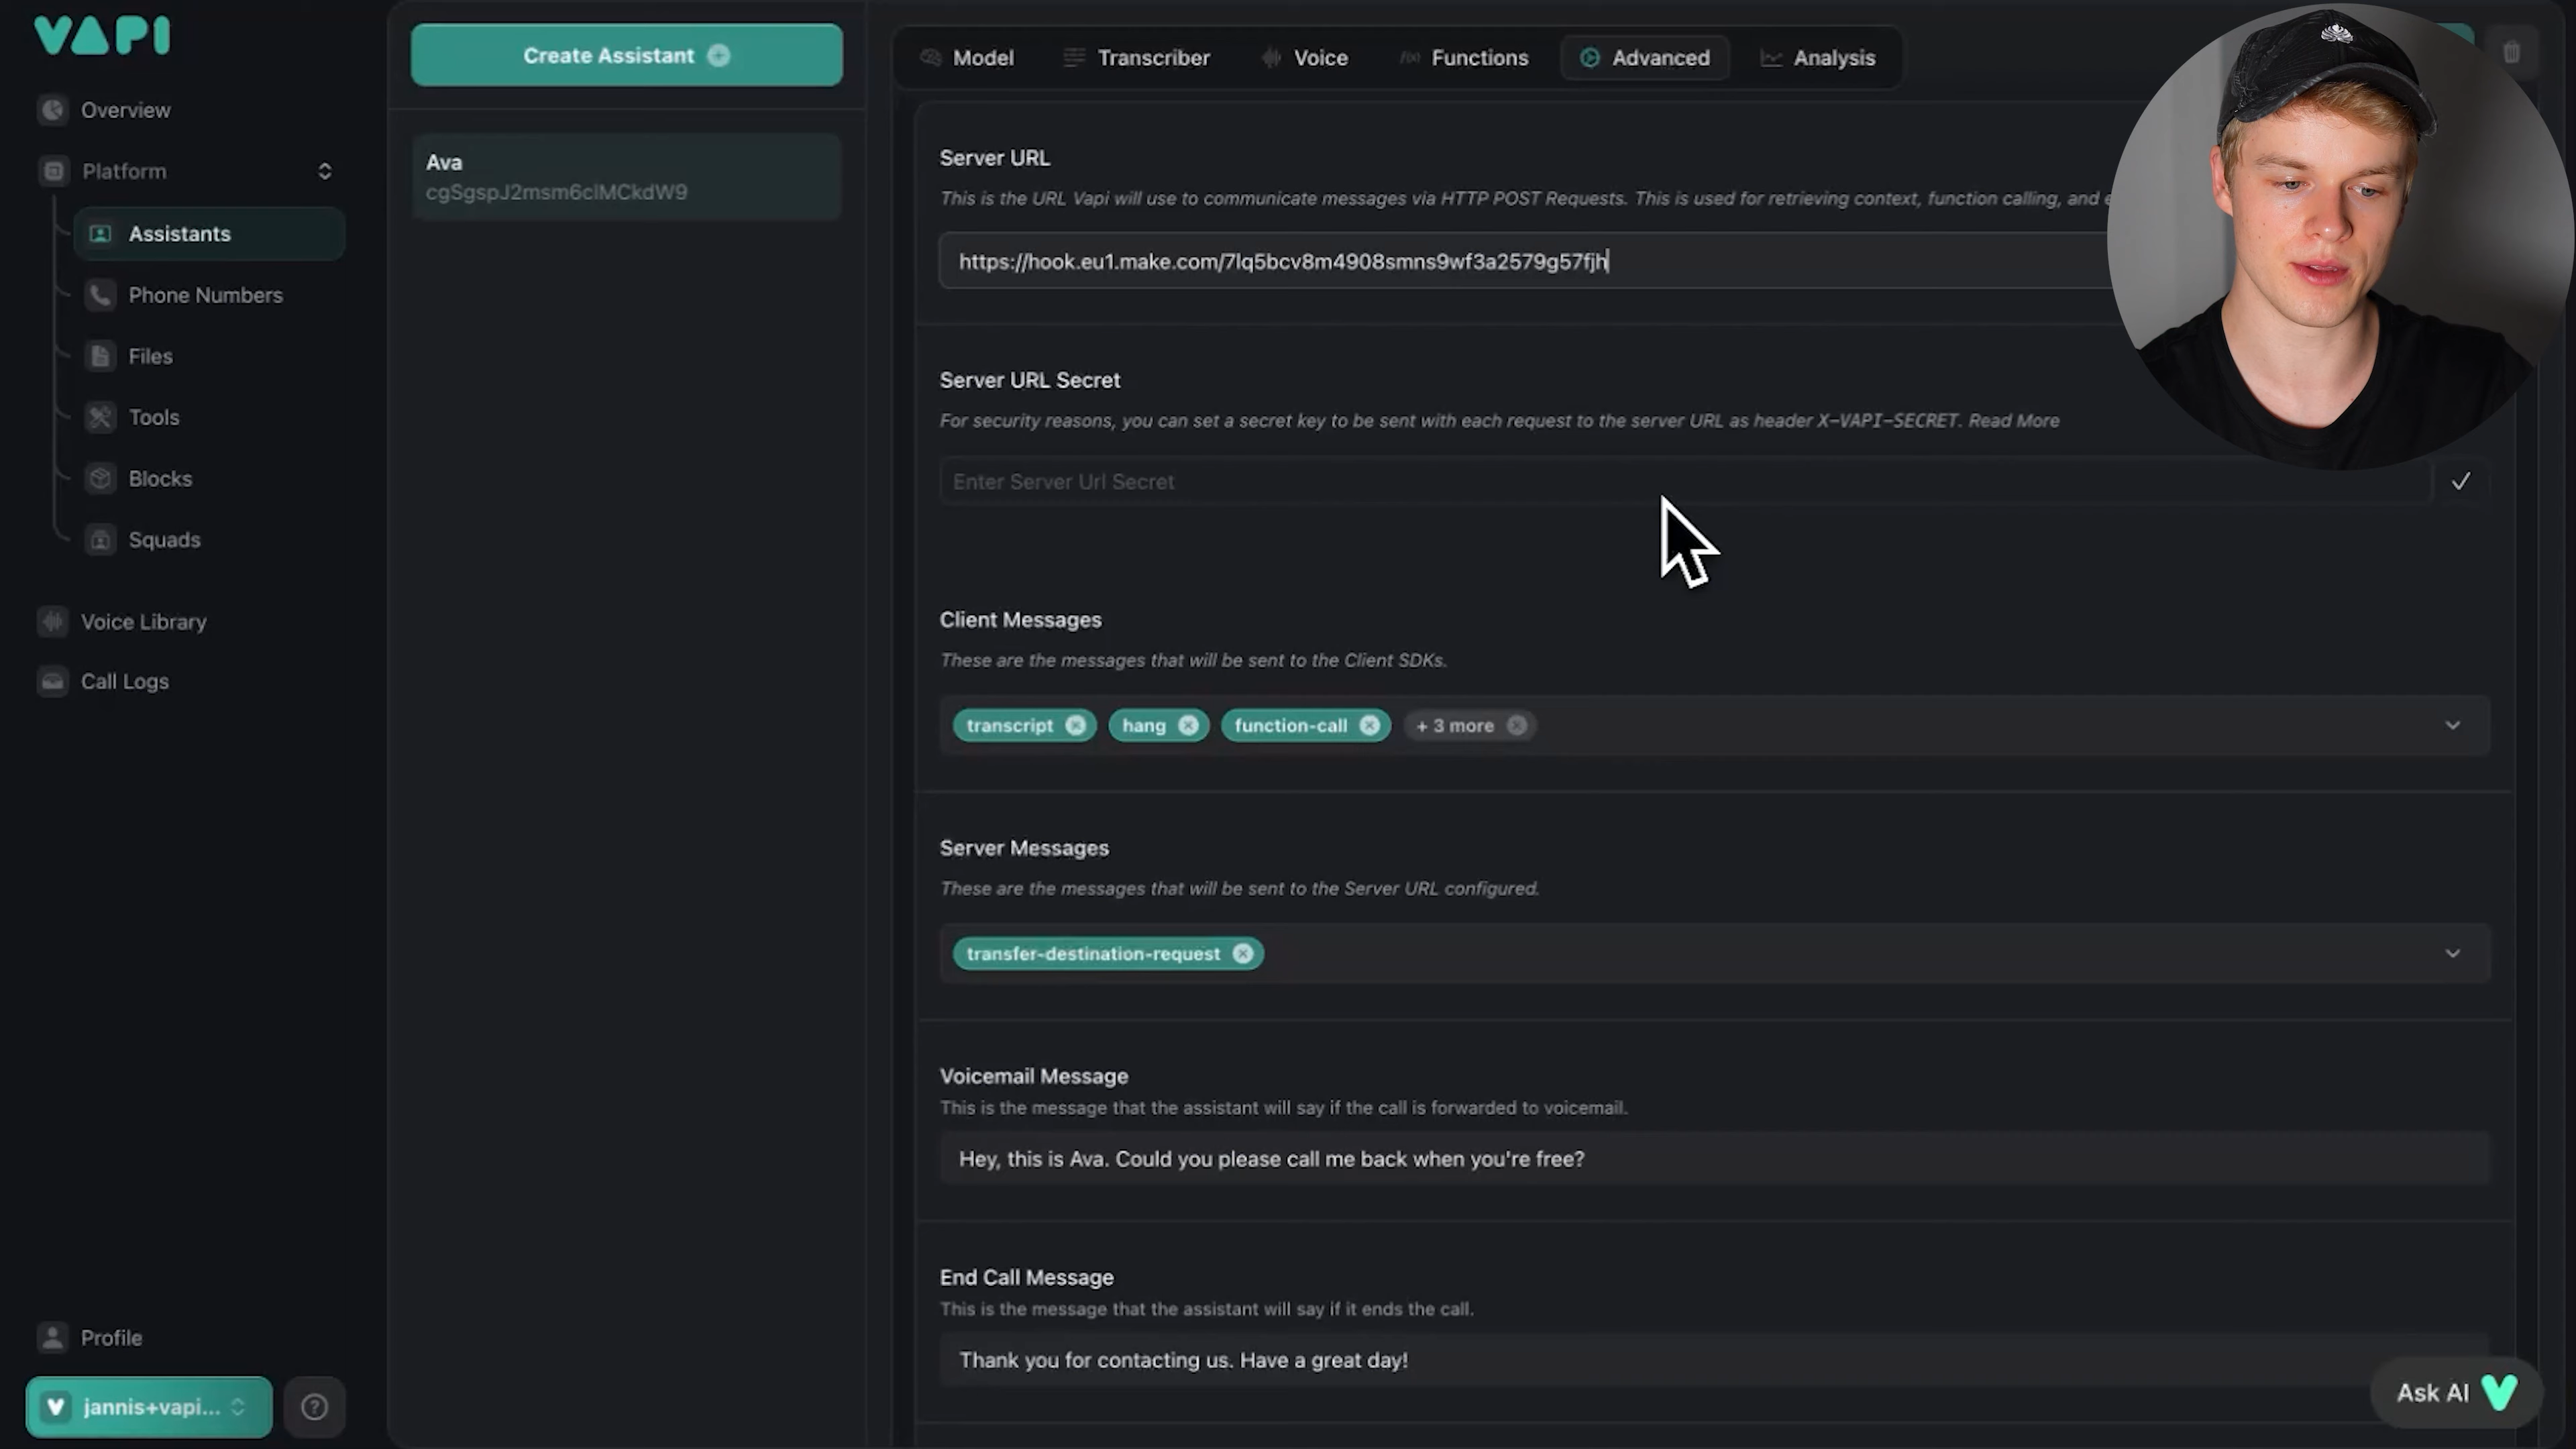 VAPI
Overview
Platform
Assistants
Phone Numbers
Files
Tools
Blocks
Squads
Voice Library
Call Logs
Profile
jannis+vapi...
Create Assistant
Ava
cgSgspJ2msm6clMCkdW9
Model
Transcriber
Voice
Functions
Advanced
Analysis
Server URL
This is the URL Vapi will use to communicate messages via HTTP POST Requests. This is used for retrieving context, function calling, and
https://hook.eu1.make.com/7lq5bcv8m4908smns9wf3a2579g57fjh
Server URL Secret
For security reasons, you can set a secret key to be sent with each request to the server URL as header X-VAPI-SECRET. Read More
Enter Server Url Secret
Client Messages
These are the messages that will be sent to the Client SDKs.
transcript hang function-call + 3 more
Server Messages
These are the messages that will be sent to the Server URL configured.
transfer-destination-request
Voicemail Message
This is the message that the assistant will say if the call is forwarded to voicemail.
Hey, this is Ava. Could you please call me back when you're free?
End Call Message
This is the message that the assistant will say if it ends the call.
Thank you for contacting us. Have a great day!
Ask AI